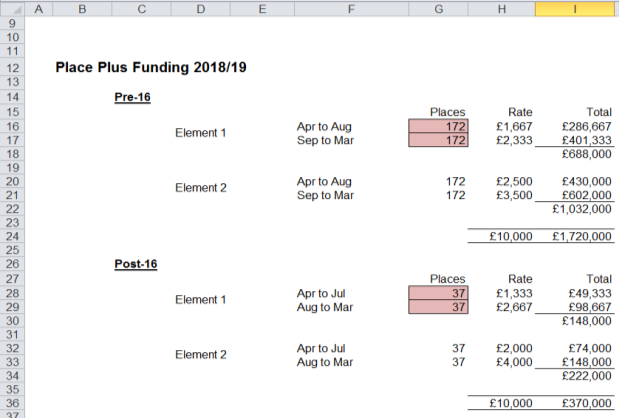 A B C D E F G H I
9
10
11
12 Place Plus Funding 2018/19
13
14 Pre-16
15 Places Rate Total
16 Element 1 Apr to Aug 172 £1,667 £286,667
17 Sep to Mar 172 £2,333 £401,333
18 £688,000
19
20 Element 2 Apr to Aug 172 £2,500 £430,000
21 Sep to Mar 172 £3,500 £602,000
22 £1,032,000
23
24 £10,000 £1,720,000
25
26 Post-16
27 Places Rate Total
28 Element 1 Apr to Jul 37 £1,333 £49,333
29 Aug to Mar 37 £2,667 £98,667
30 £148,000
31
32 Element 2 Apr to Jul 37 £2,000 £74,000
33 Aug to Mar 37 £4,000 £148,000
34 £222,000
35
36 £10,000 £370,000
37